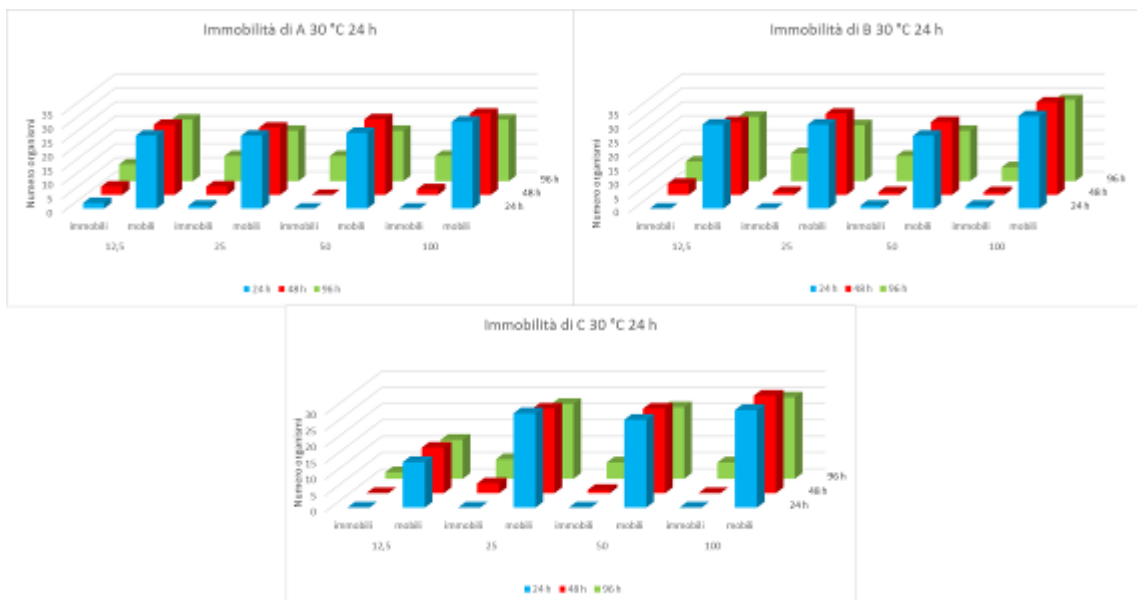 Immobilità di A 30 °C 24 h
Numero organismi
35
30
25
20
15
10
5
0
96 h
48 h
24 h
immobili mobili immobili mobili immobili mobili immobili mobili
12,5 25 50 100
24 h 48 h 96 h
Immobilità di B 30 °C 24 h
Numero organismi
35
30
25
20
15
10
5
0
96 h
48 h
24 h
immobili mobili immobili mobili immobili mobili immobili mobili
12,5 25 50 100
24 h 48 h 96 h
Immobilità di C 30 °C 24 h
Numero organismi
30
25
20
15
10
5
0
96 h
48 h
24 h
immobili mobili immobili mobili immobili mobili immobili mobili
12,5 25 50 100
24 h 48 h 96 h